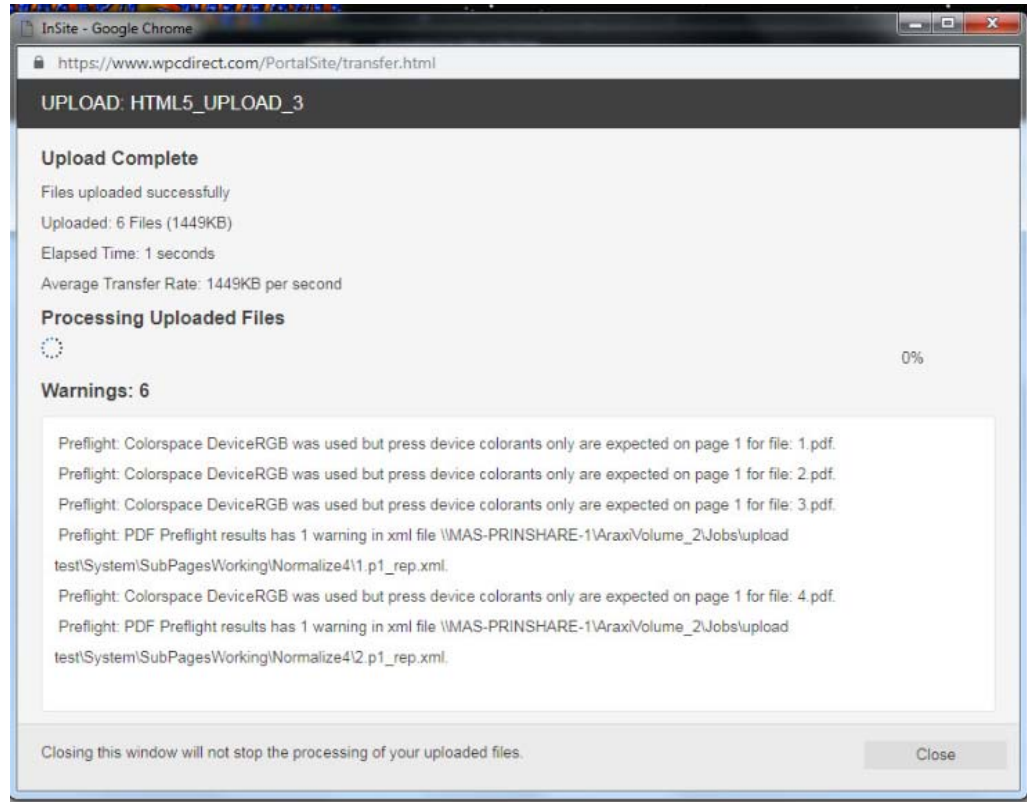 InSite - Google Chrome
https://www.wpcdirect.com/PortalSite/transfer.html
UPLOAD: HTML5_UPLOAD_3
Upload Complete
Files uploaded successfully
Uploaded: 6 Files (1449KB)
Elapsed Time: 1 seconds
Average Transfer Rate: 1449KB per second
Processing Uploaded Files
0%
Warnings: 6
Preflight: Colorspace DeviceRGB was used but press device colorants only are expected on page 1 for file: 1.pdf.
Preflight: Colorspace DeviceRGB was used but press device colorants only are expected on page 1 for file: 2.pdf.
Preflight: Colorspace DeviceRGB was used but press device colorants only are expected on page 1 for file: 3.pdf.
Preflight: PDF Preflight results has 1 warning in xml file \\MAS-PRINSHARE-1\AraxiVolume_2\Jobs\upload
test\System\SubPagesWorking\Normalize4\1.p1_rep.xml.
Preflight: Colorspace DeviceRGB was used but press device colorants only are expected on page 1 for file: 4.pdf.
Preflight: PDF Preflight results has 1 warning in xml file \\MAS-PRINSHARE-1\AraxiVolume_2\Jobs\upload
test\System\SubPagesWorking\Normalize4\2.p1_rep.xml.
Closing this window will not stop the processing of your uploaded files.
Close